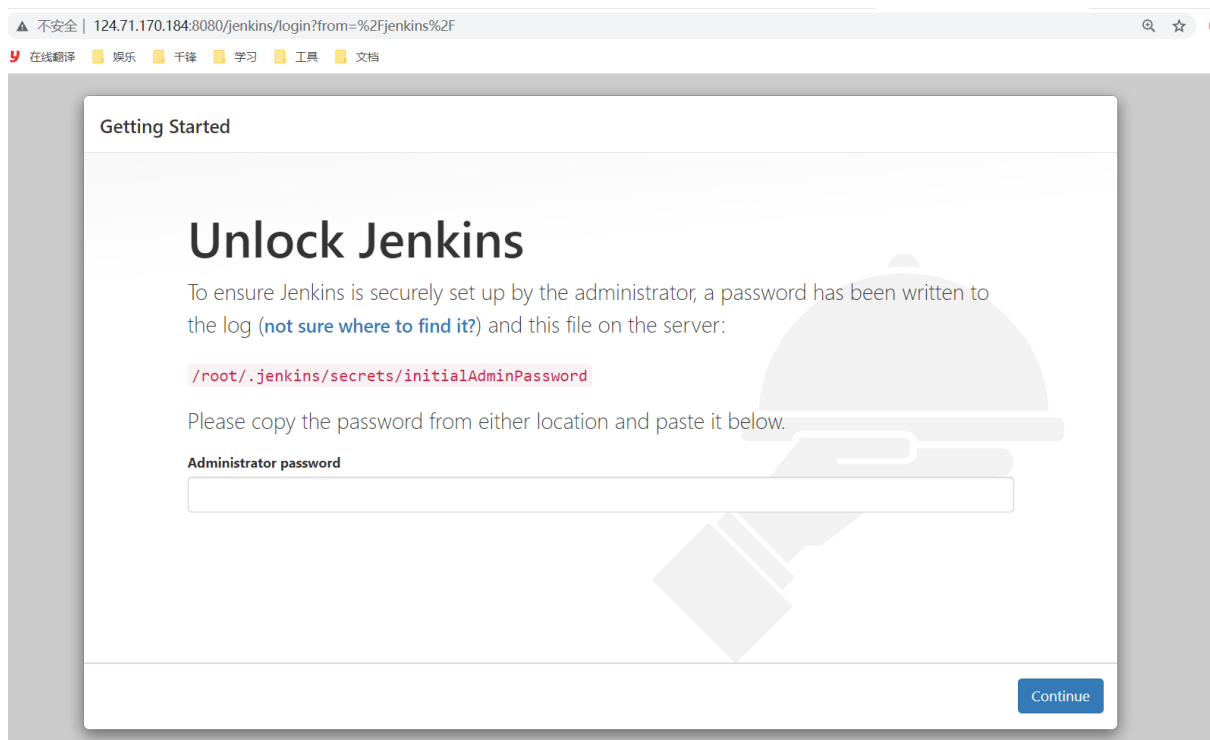 不安全 | 124.71.170.184:8080/jenkins/login?from=%2Fjenkins%2F
在线翻译 娱乐 千锋 学习 工具 文档
Getting Started
Unlock Jenkins
To ensure Jenkins is securely set up by the administrator, a password has been written to
the log (not sure where to find it?) and this file on the server:
/root/.jenkins/secrets/initialAdminPassword
Please copy the password from either location and paste it below.
Administrator password
Continue